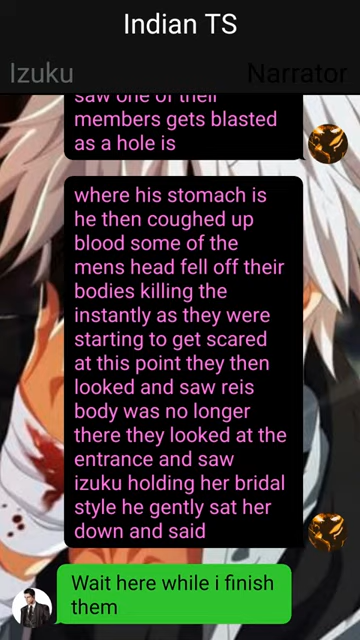 Indian TS
Izuku
Narrator
saw one of their
members gets blasted
as a hole is
where his stomach is
he then coughed up
blood some of the
mens head fell off their
bodies killing the
instantly as they were
starting to get scared
at this point they then
looked and saw reis
body was no longer
there they looked at the
entrance and saw
izuku holding her bridal
style he gently sat her
down and said
Wait here while i finish
them